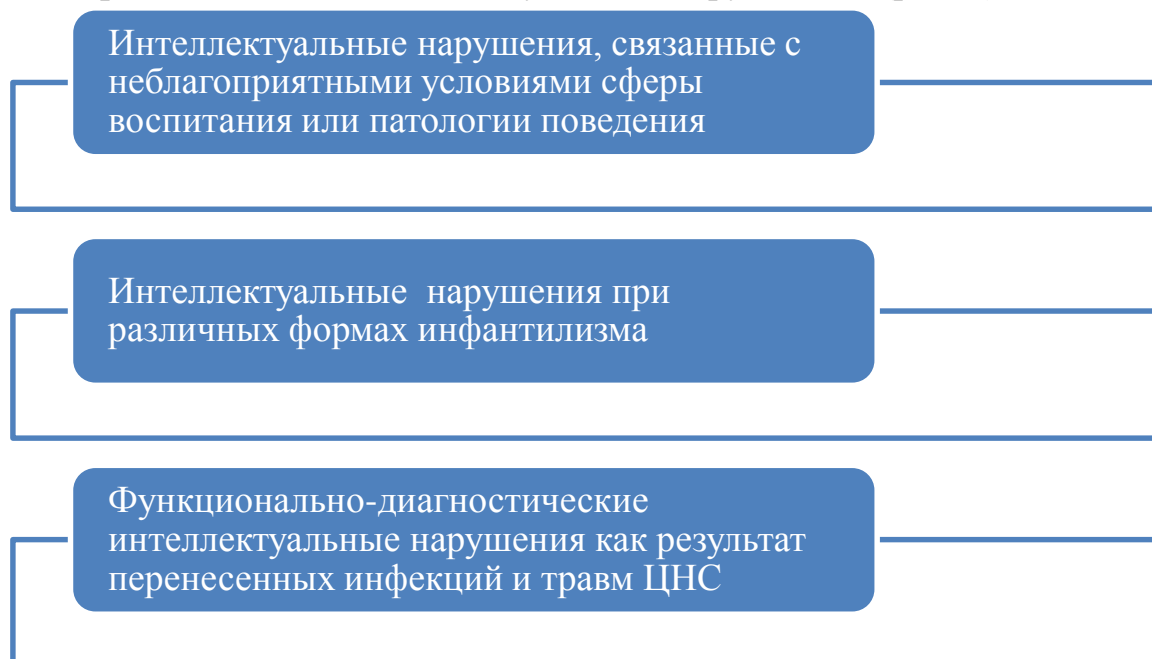 Интеллектуальные нарушения, связанные с
неблагоприятными условиями сферы
воспитания или патологии поведения
Интеллектуальные  нарушения при
различных формах инфантилизма
Функционально-диагностические
интеллектуальные нарушения как результат
перенесенных инфекций и травм ЦНС